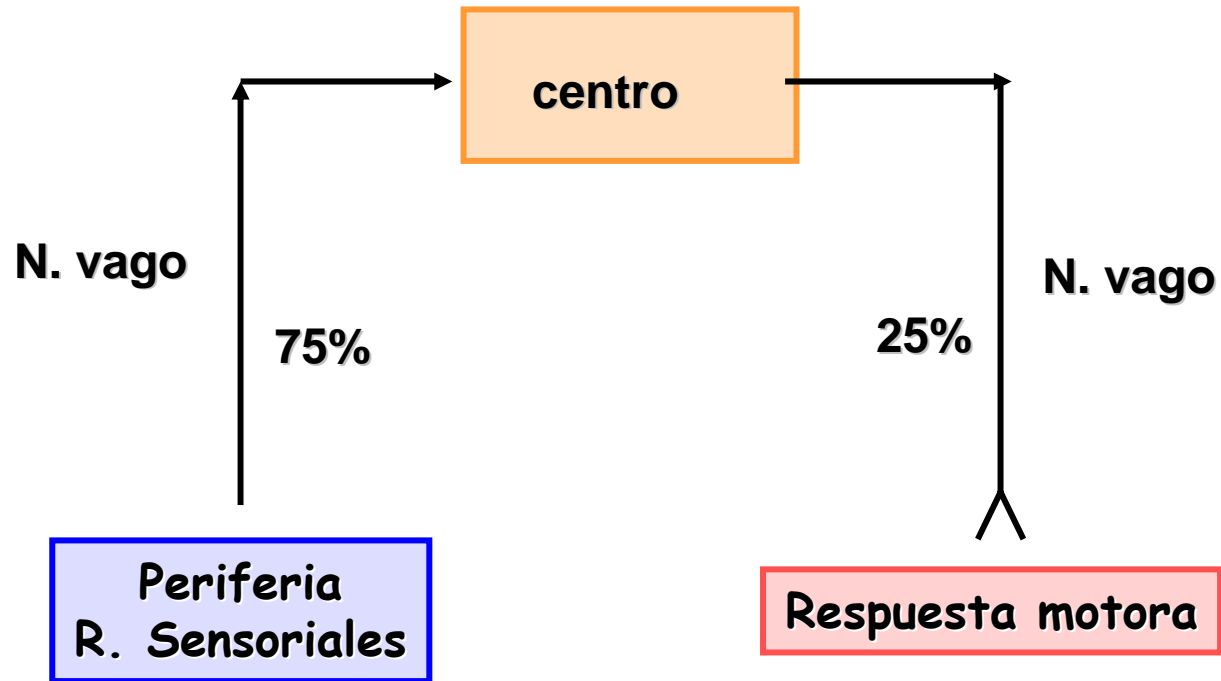 centro
N. vago
N. vago
75%
25%
Periferia
R. Sensoriales
Respuesta motora